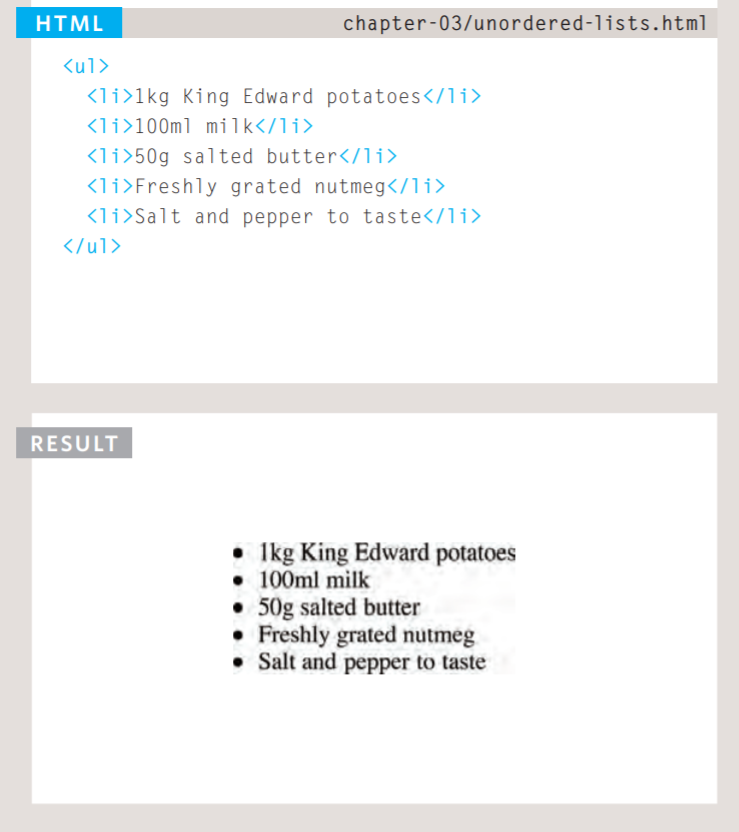 HTML chapter-03/unordered-lists.html
<ul>
<li>1kg King Edward potatoes</li>
<li>100ml milk</li>
<li>50g salted butter</li>
<li>Freshly grated nutmeg</li>
<li>Salt and pepper to taste</li>
</ul>
RESULT
• 1kg King Edward potatoes
• 100ml milk
• 50g salted butter
• Freshly grated nutmeg
• Salt and pepper to taste